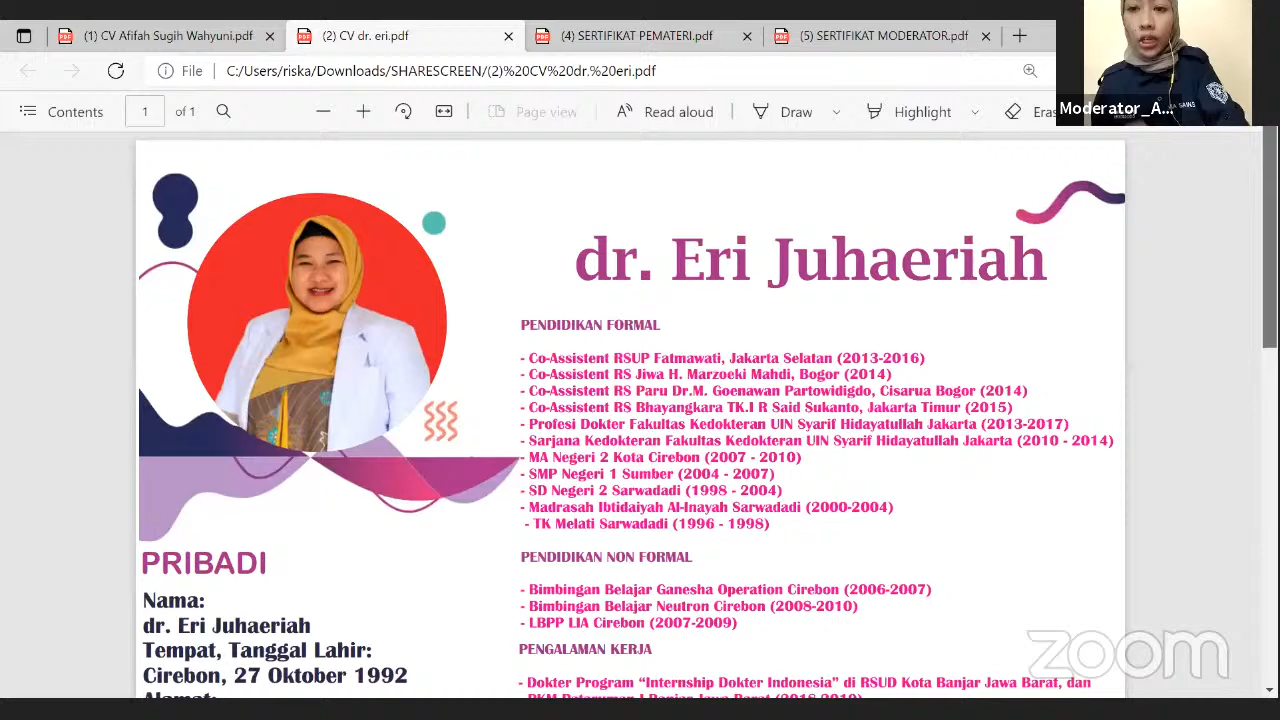 (1) CV Afifah Sugih Wahyuni.pdf
(2) CV dr. eri.pdf
(4) SERTIFIKAT PEMATERI.pdf
(5) SERTIFIKAT MODERATOR.pdf
File
C:/Users/riska/Downloads/SHARESCREEN/(2)%20CV%20dr.%20eri.pdf
Contents
1
of 1
Page view
Read aloud
Draw
Highlight
Moderator_A...
dr. Eri Juhaeriah
PENDIDIKAN FORMAL
- Co-Assistent RSUP Fatmawati, Jakarta Selatan (2013-2016)
- Co-Assistent RS Jiwa H. Marzoeki Mahdi, Bogor (2014)
- Co-Assistent RS Paru Dr.M. Goenawan Partowidigdo, Cisarua Bogor (2014)
- Co-Assistent RS Bhayangkara TK.I R Said Sukanto, Jakarta Timur (2015)
- Profesi Dokter Fakultas Kedokteran UIN Syarif Hidayatullah Jakarta (2013-2017)
- Sarjana Kedokteran Fakultas Kedokteran UIN Syarif Hidayatullah Jakarta (2010 - 2014)
- MA Negeri 2 Kota Cirebon (2007 - 2010)
- SMP Negeri 1 Sumber (2004 - 2007)
- SD Negeri 2 Sarwadadi (1998 - 2004)
- Madrasah Ibtidaiyah Al-Inayah Sarwadadi (2000-2004)
- TK Melati Sarwadadi (1996 - 1998)
PENDIDIKAN NON FORMAL
- Bimbingan Belajar Ganesha Operation Cirebon (2006-2007)
- Bimbingan Belajar Neutron Cirebon (2008-2010)
- LBPP LIA Cirebon (2007-2009)
PENGALAMAN KERJA
- Dokter Program “Internship Dokter Indonesia” di RSUD Kota Banjar Jawa Barat, dan
PRIBADI
Nama:
dr. Eri Juhaeriah
Tempat, Tanggal Lahir:
Cirebon, 27 Oktober 1992
Alamat:
zoom